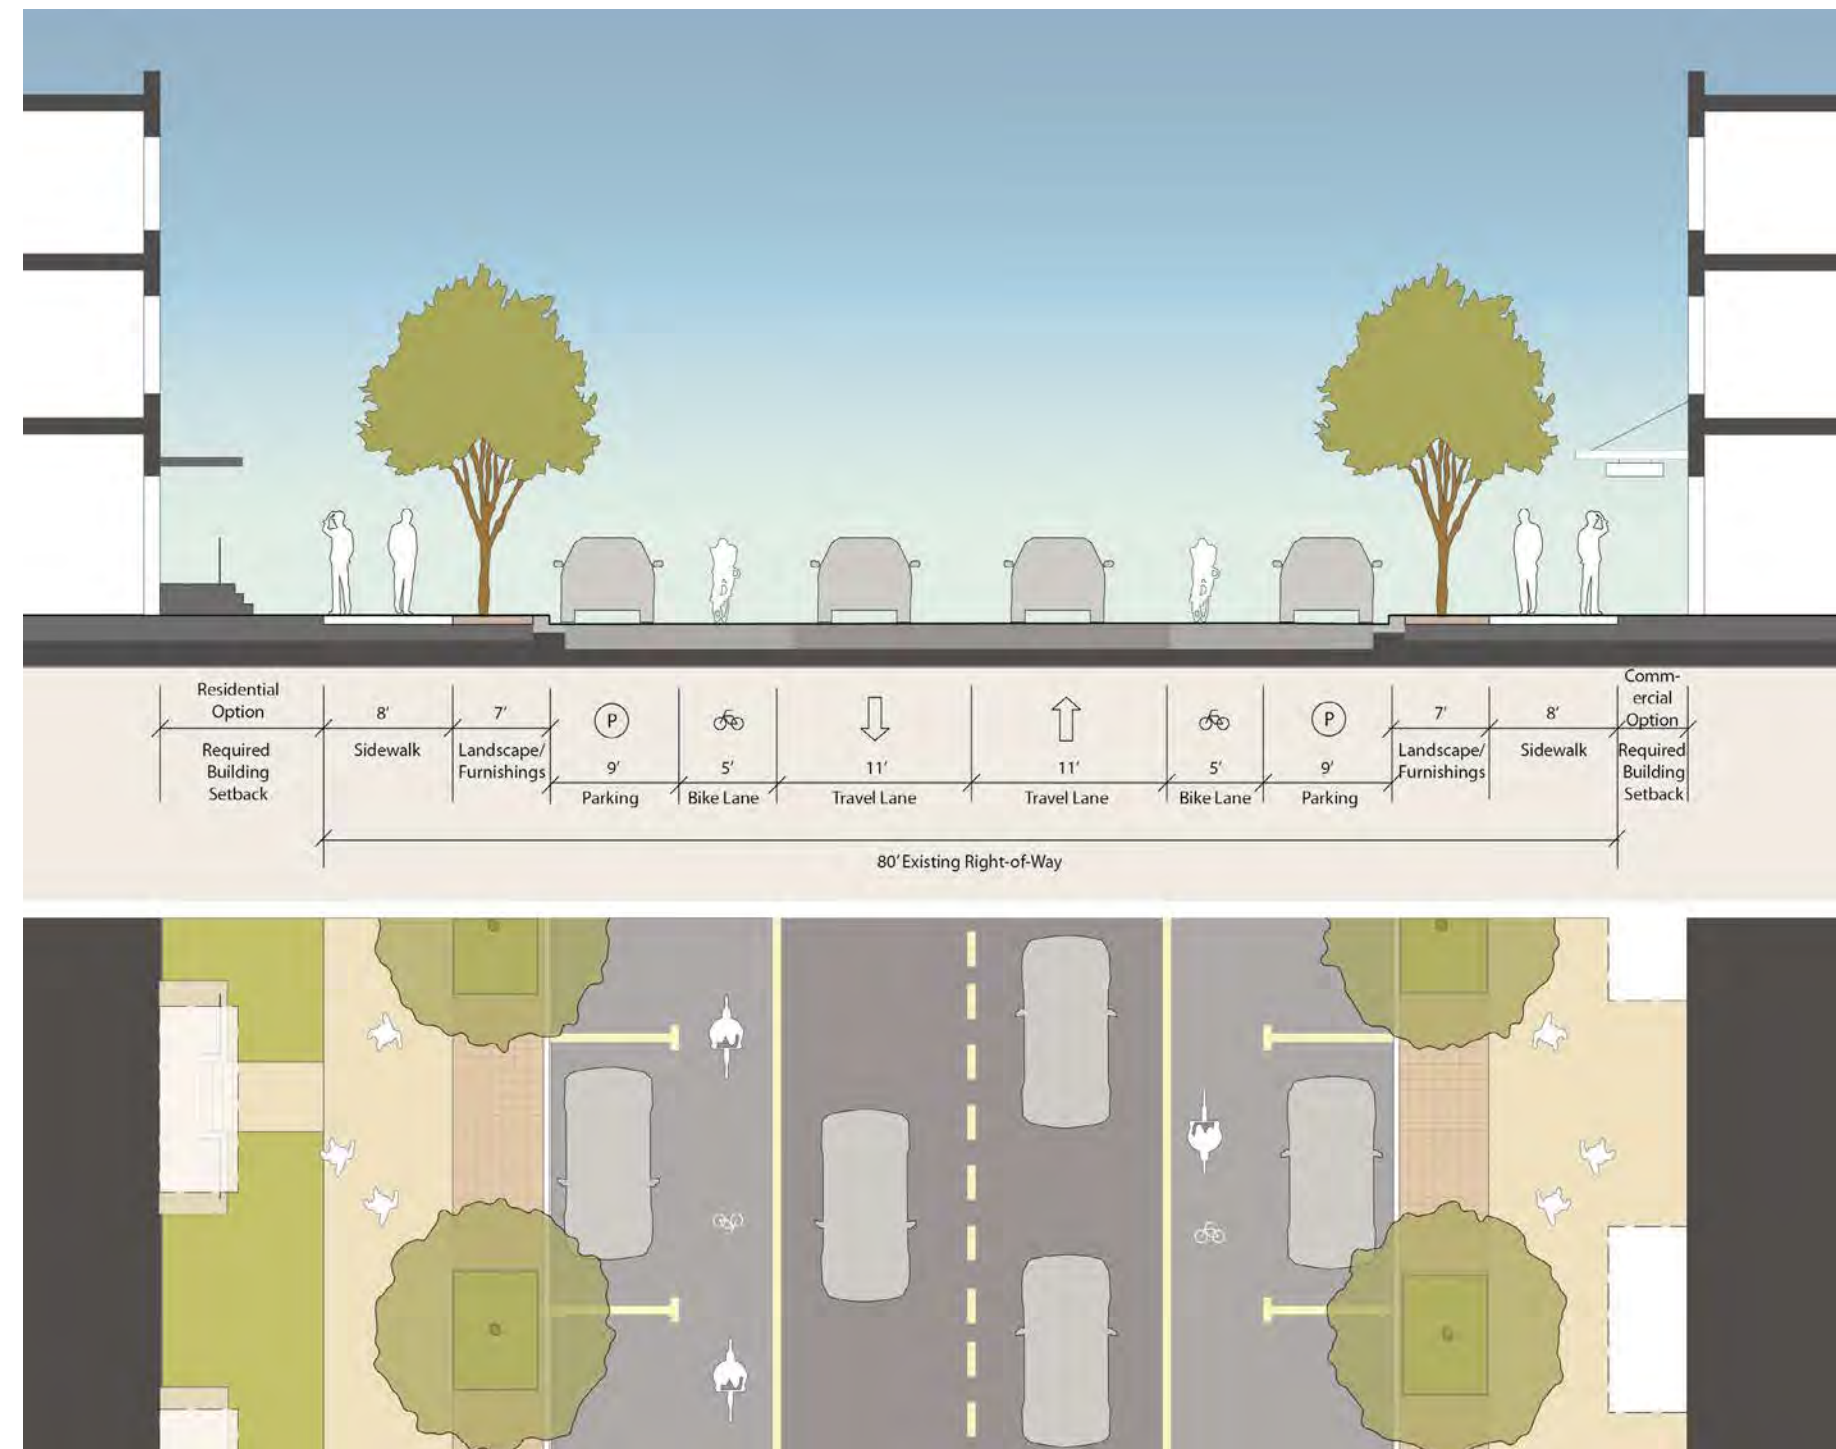 Residential
Option
Required
Building
Setback
8’
Sidewalk
7’
Landscape/
Furnishings
P
9’
Parking
5’
Bike Lane
11’
Travel Lane
11’
Travel Lane
5’
Bike Lane
P
9’
Parking
7’
Landscape/
Furnishings
8’
Sidewalk
Comm-
ercial
Option
Required
Building
Setback
80’ Existing Right-of-Way